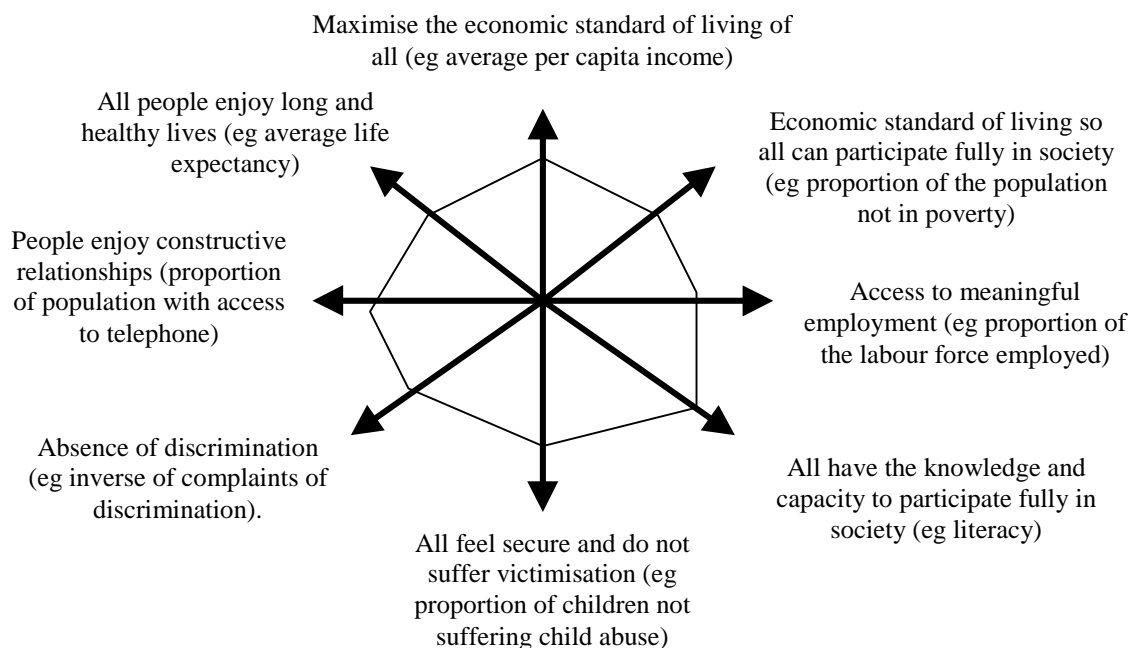 Maximise the economic standard of living of
all (eg average per capita income)
All people enjoy long and
healthy lives (eg average life
expectancy)
Economic standard of living so
all can participate fully in society
(eg proportion of the population
not in poverty)
People enjoy constructive
relationships (proportion
of population with access
to telephone)
Access to meaningful
employment (eg proportion of
the labour force employed)
Absence of discrimination
(eg inverse of complaints of
discrimination).
All have the knowledge and
capacity to participate fully in
society (eg literacy)
All feel secure and do not
suffer victimisation (eg
proportion of children not
suffering child abuse)